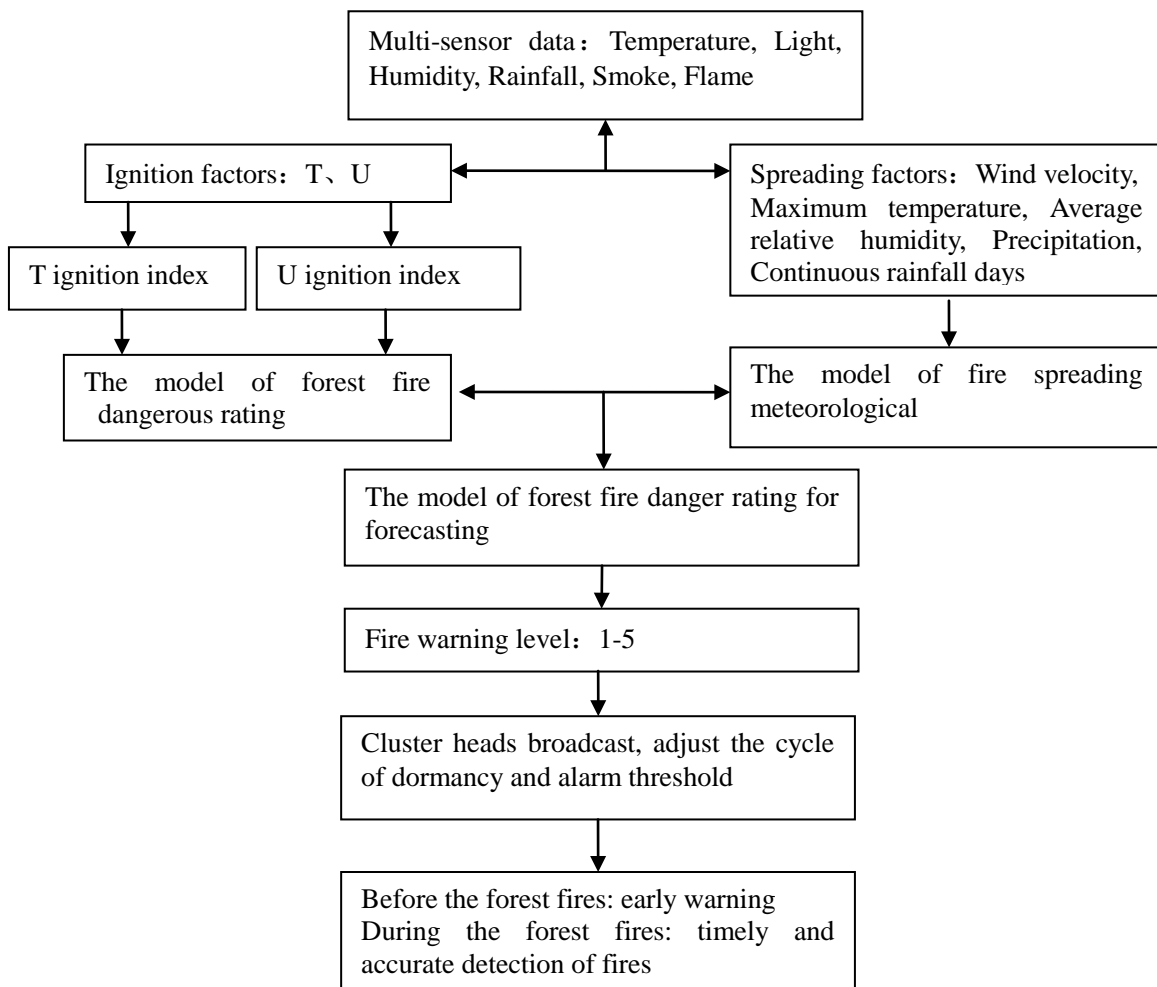 Multi-sensor data：Temperature, Light,
Humidity, Rainfall, Smoke, Flame
Ignition factors：T、U
Spreading factors：Wind velocity,
Maximum temperature, Average
relative humidity, Precipitation,
Continuous rainfall days
T ignition index
U ignition index
The model of forest fire
dangerous rating
The model of fire spreading
meteorological
The model of forest fire danger rating for
forecasting
Fire warning level：1-5
Cluster heads broadcast, adjust the cycle
of dormancy and alarm threshold
Before the forest fires: early warning
During the forest fires: timely and
accurate detection of fires